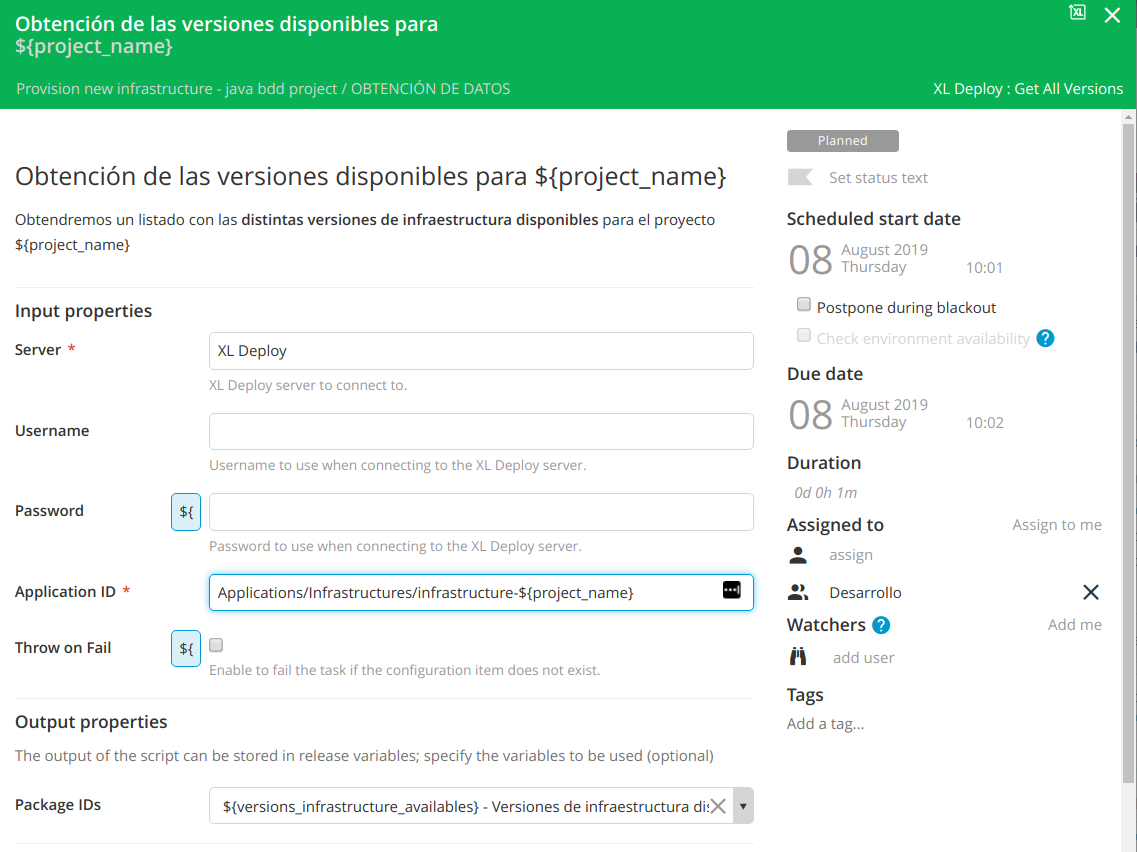 Obtención de las versiones disponibles para
${project_name}
XL
Provision new infrastructure - java bdd project / OBTENCIÓN DE DATOS
XL Deploy : Get All Versions
Obtención de las versiones disponibles para ${project_name}
Obtendremos un listado con las distintas versiones de infraestructura disponibles para el proyecto
${project_name}
Input properties
Server *
XL Deploy
XL Deploy server to connect to.
Username
Username to use when connecting to the XL Deploy server.
Password
${
Password to use when connecting to the XL Deploy server.
Application ID *
Applications/Infrastructures/infrastructure-${project_name}
Throw on Fail
${
Enable to fail the task if the configuration item does not exist.
Output properties
The output of the script can be stored in release variables; specify the variables to be used (optional)
Package IDs
${versions_infrastructure_availables} - Versiones de infraestructura dis
Planned
Set status text
Scheduled start date
08 August 2019
Thursday 10:01
Postpone during blackout
Check environment availability ?
Due date
08 August 2019
Thursday 10:02
Duration
0d 0h 1m
Assigned to
Assign to me
assign
Desarrollo
Watchers ?
Add me
add user
Tags
Add a tag...